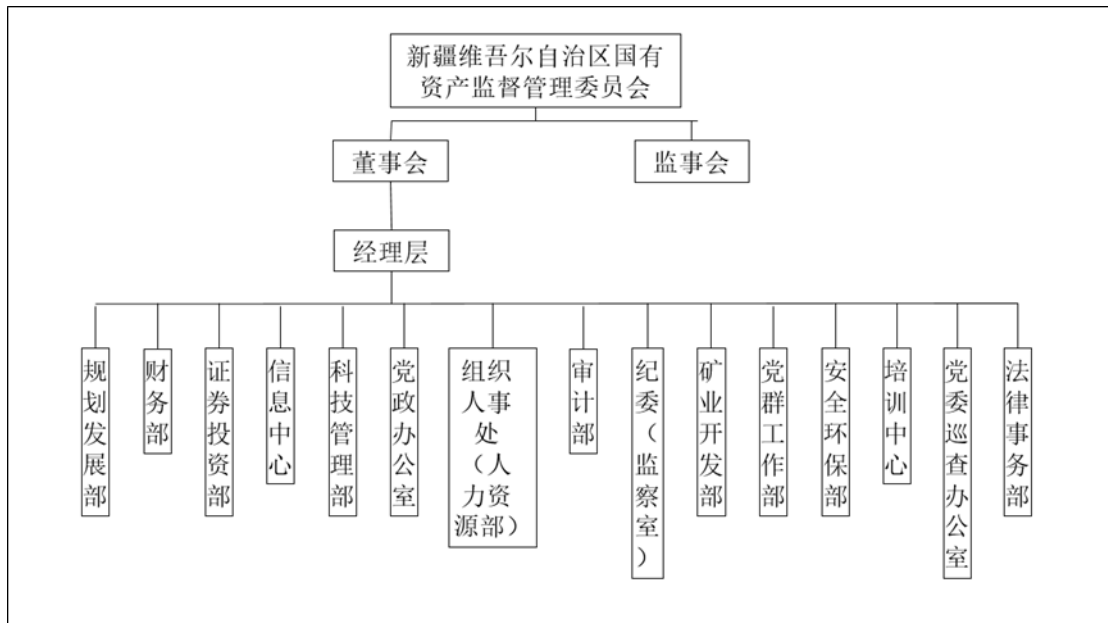 新疆维吾尔自治区国有
资产监督管理委员会
董事会
监事会
经理层
规划发展部
财务部
证券投资部
信息中心
科技管理部
党政办公室
组织
人事
处
（人
力资
源部）
审计部
纪委（监察室）
矿业开发部
党群工作部
安全环保部
培训中心
党委巡查办公室
法律事务部